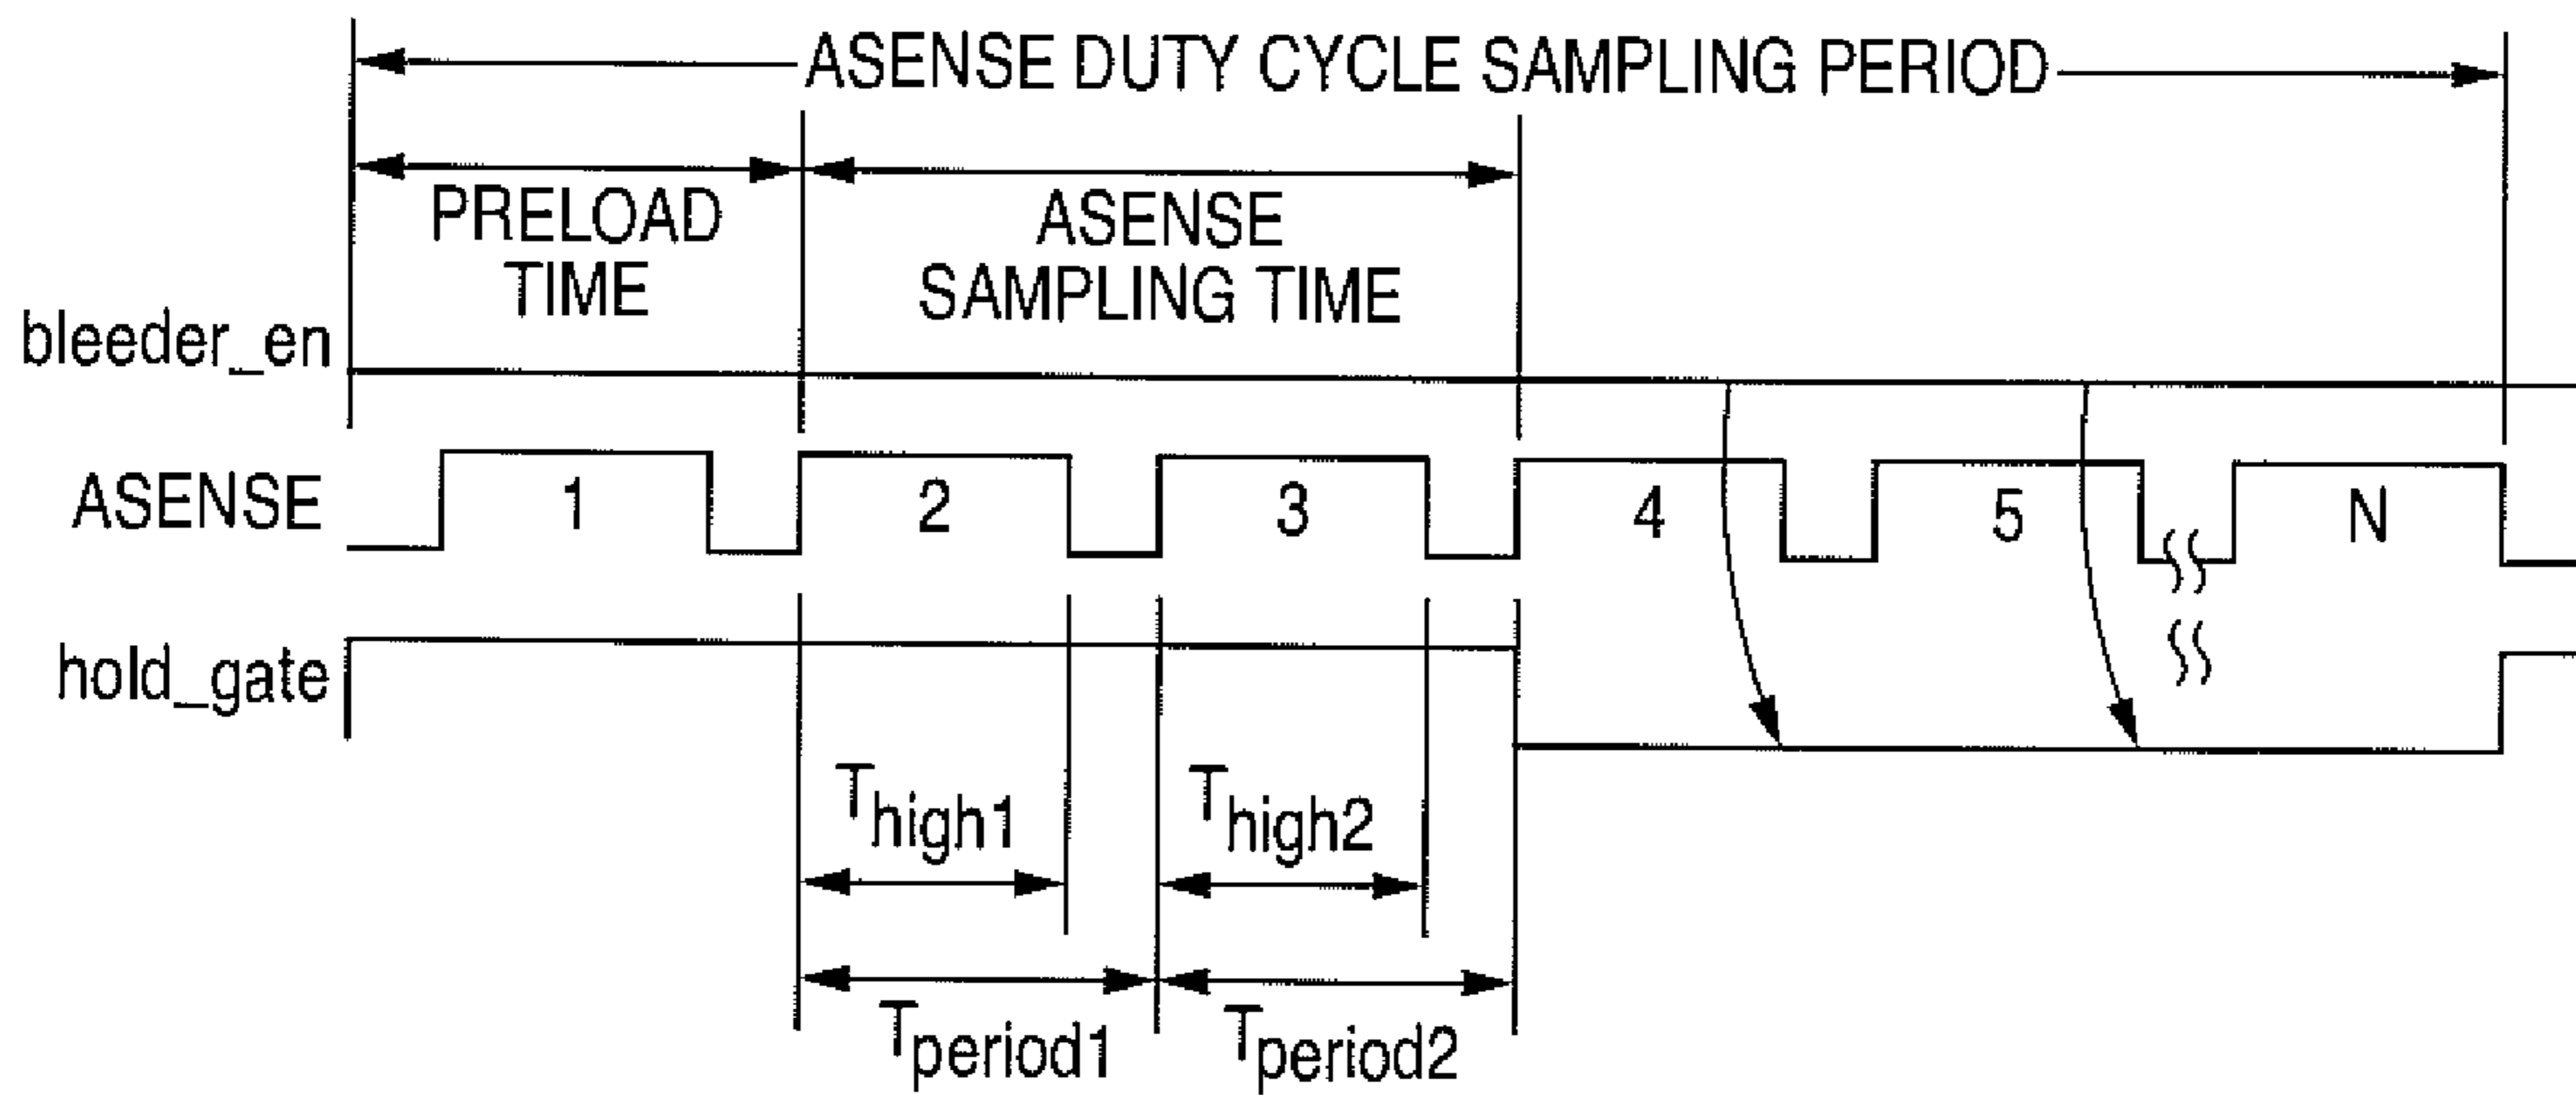 ASENSE DUTY CYCLE SAMPLING PERIOD
PRELOAD
TIME
ASENSE
SAMPLING TIME
bleeder_en
ASENSE
1
2
3
4
5
N
hold_gate
Thigh1
Thigh2
Tperiod1
Tperiod2